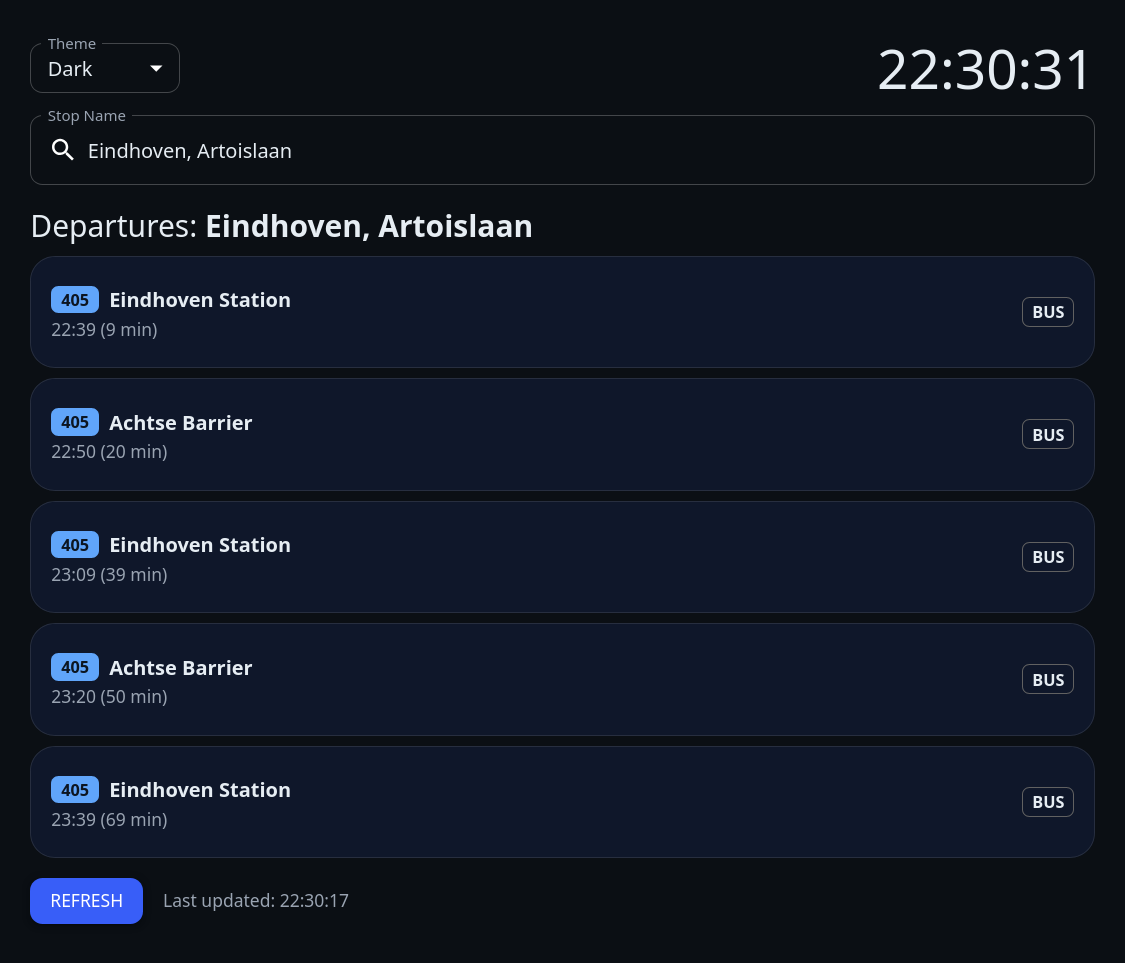 Theme
Dark
22:30:31
Stop Name
Eindhoven, Artoislaan
Departures: Eindhoven, Artoislaan
405 Eindhoven Station
22:39 (9 min)
BUS
405 Achtse Barrier
22:50 (20 min)
BUS
405 Eindhoven Station
23:09 (39 min)
BUS
405 Achtse Barrier
23:20 (50 min)
BUS
405 Eindhoven Station
23:39 (69 min)
BUS
REFRESH
Last updated: 22:30:17